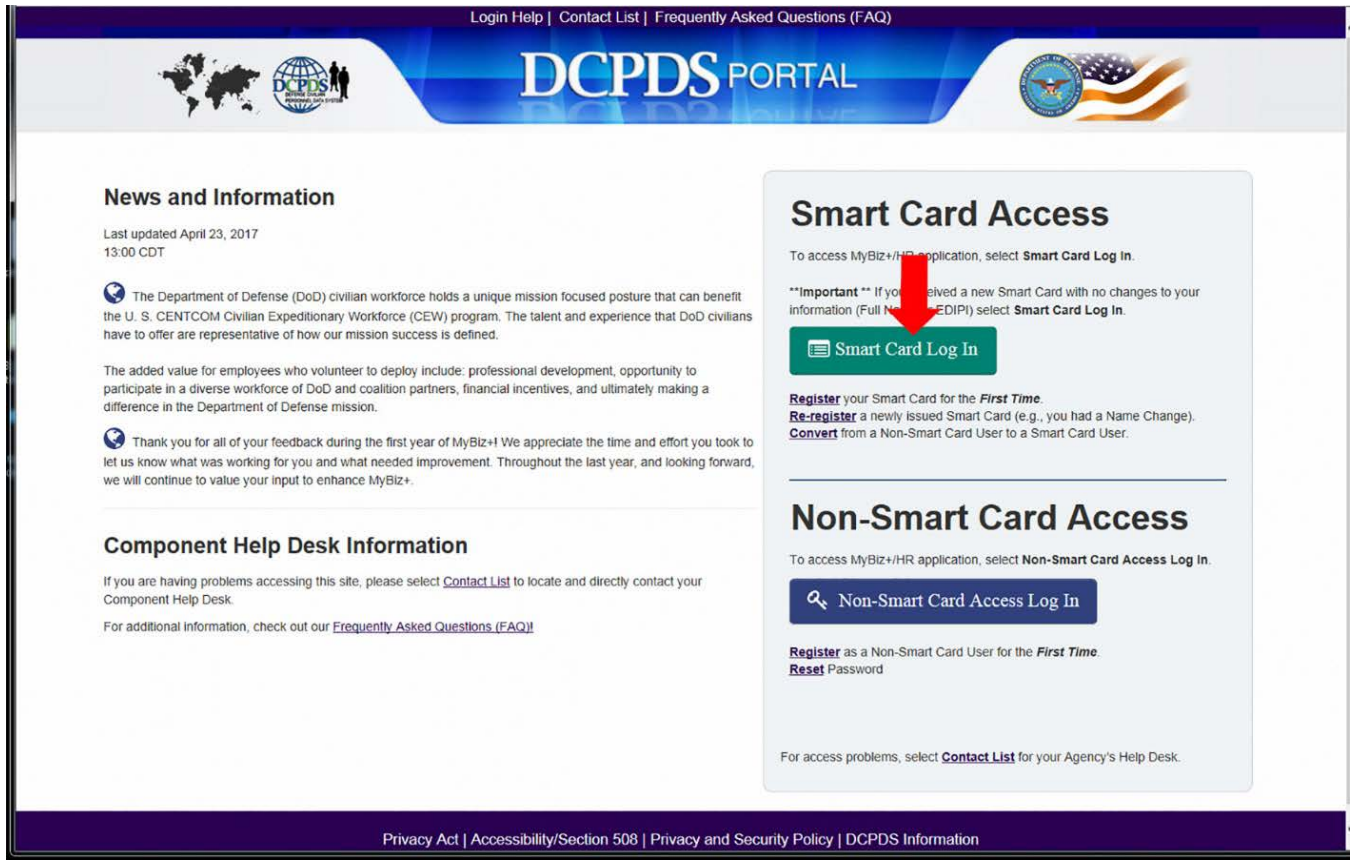 Login Help | Contact List | Frequently Asked Questions (FAQ)
DCPDS
DEFENSE CIVILIAN
PERSONNEL DATA SYSTEM
DCPDS PORTAL
News and Information
Last updated April 23, 2017
13:00 CDT
The Department of Defense (DoD) civilian workforce holds a unique mission focused posture that can benefit
the U. S. CENTCOM Civilian Expeditionary Workforce (CEW) program. The talent and experience that DoD civilians
have to offer are representative of how our mission success is defined.
The added value for employees who volunteer to deploy include: professional development, opportunity to
participate in a diverse workforce of DoD and coalition partners, financial incentives, and ultimately making a
difference in the Department of Defense mission.
Thank you for all of your feedback during the first year of MyBiz+! We appreciate the time and effort you took to
let us know what was working for you and what needed improvement. Throughout the last year, and looking forward,
we will continue to value your input to enhance MyBiz+.
Component Help Desk Information
If you are having problems accessing this site, please select Contact List to locate and directly contact your
Component Help Desk.
For additional information, check out our Frequently Asked Questions (FAQ)!
Smart Card Access
To access MyBiz+/HR application, select Smart Card Log In.
**Important ** If you received a new Smart Card with no changes to your
information (Full EDIPI) select Smart Card Log In.
Smart Card Log In
Register your Smart Card for the First Time.
Re-register a newly issued Smart Card (e.g., you had a Name Change).
Convert from a Non-Smart Card User to a Smart Card User.
Non-Smart Card Access
To access MyBiz+/HR application, select Non-Smart Card Access Log In.
Non-Smart Card Access Log In
Register as a Non-Smart Card User for the First Time.
Reset Password
For access problems, select Contact List for your Agency's Help Desk.
Privacy Act | Accessibility/Section 508 | Privacy and Security Policy | DCPDS Information